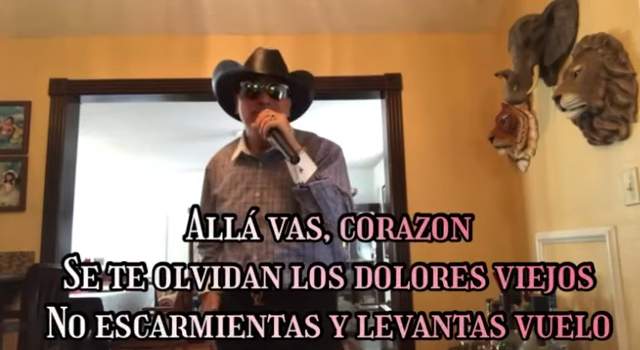 ALLÁ VAS, CORAZON
SE TE OLVIDAN LOS DOLORES VIEJOS
NO ESCARMIENTAS Y LEVANTAS VUELO